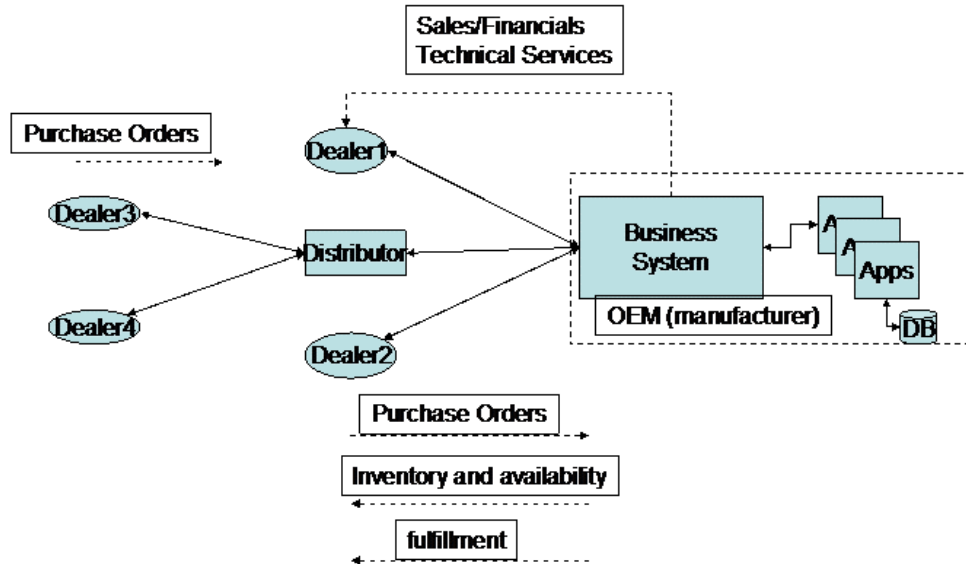 Sales/Financials
Technical Services
Purchase Orders
Dealer1
Dealer3
Distributor
Business
System
A
A
Apps
OEM (manufacturer)
DB
Dealer4
Dealer2
Purchase Orders
Inventory and availability
fulfillment